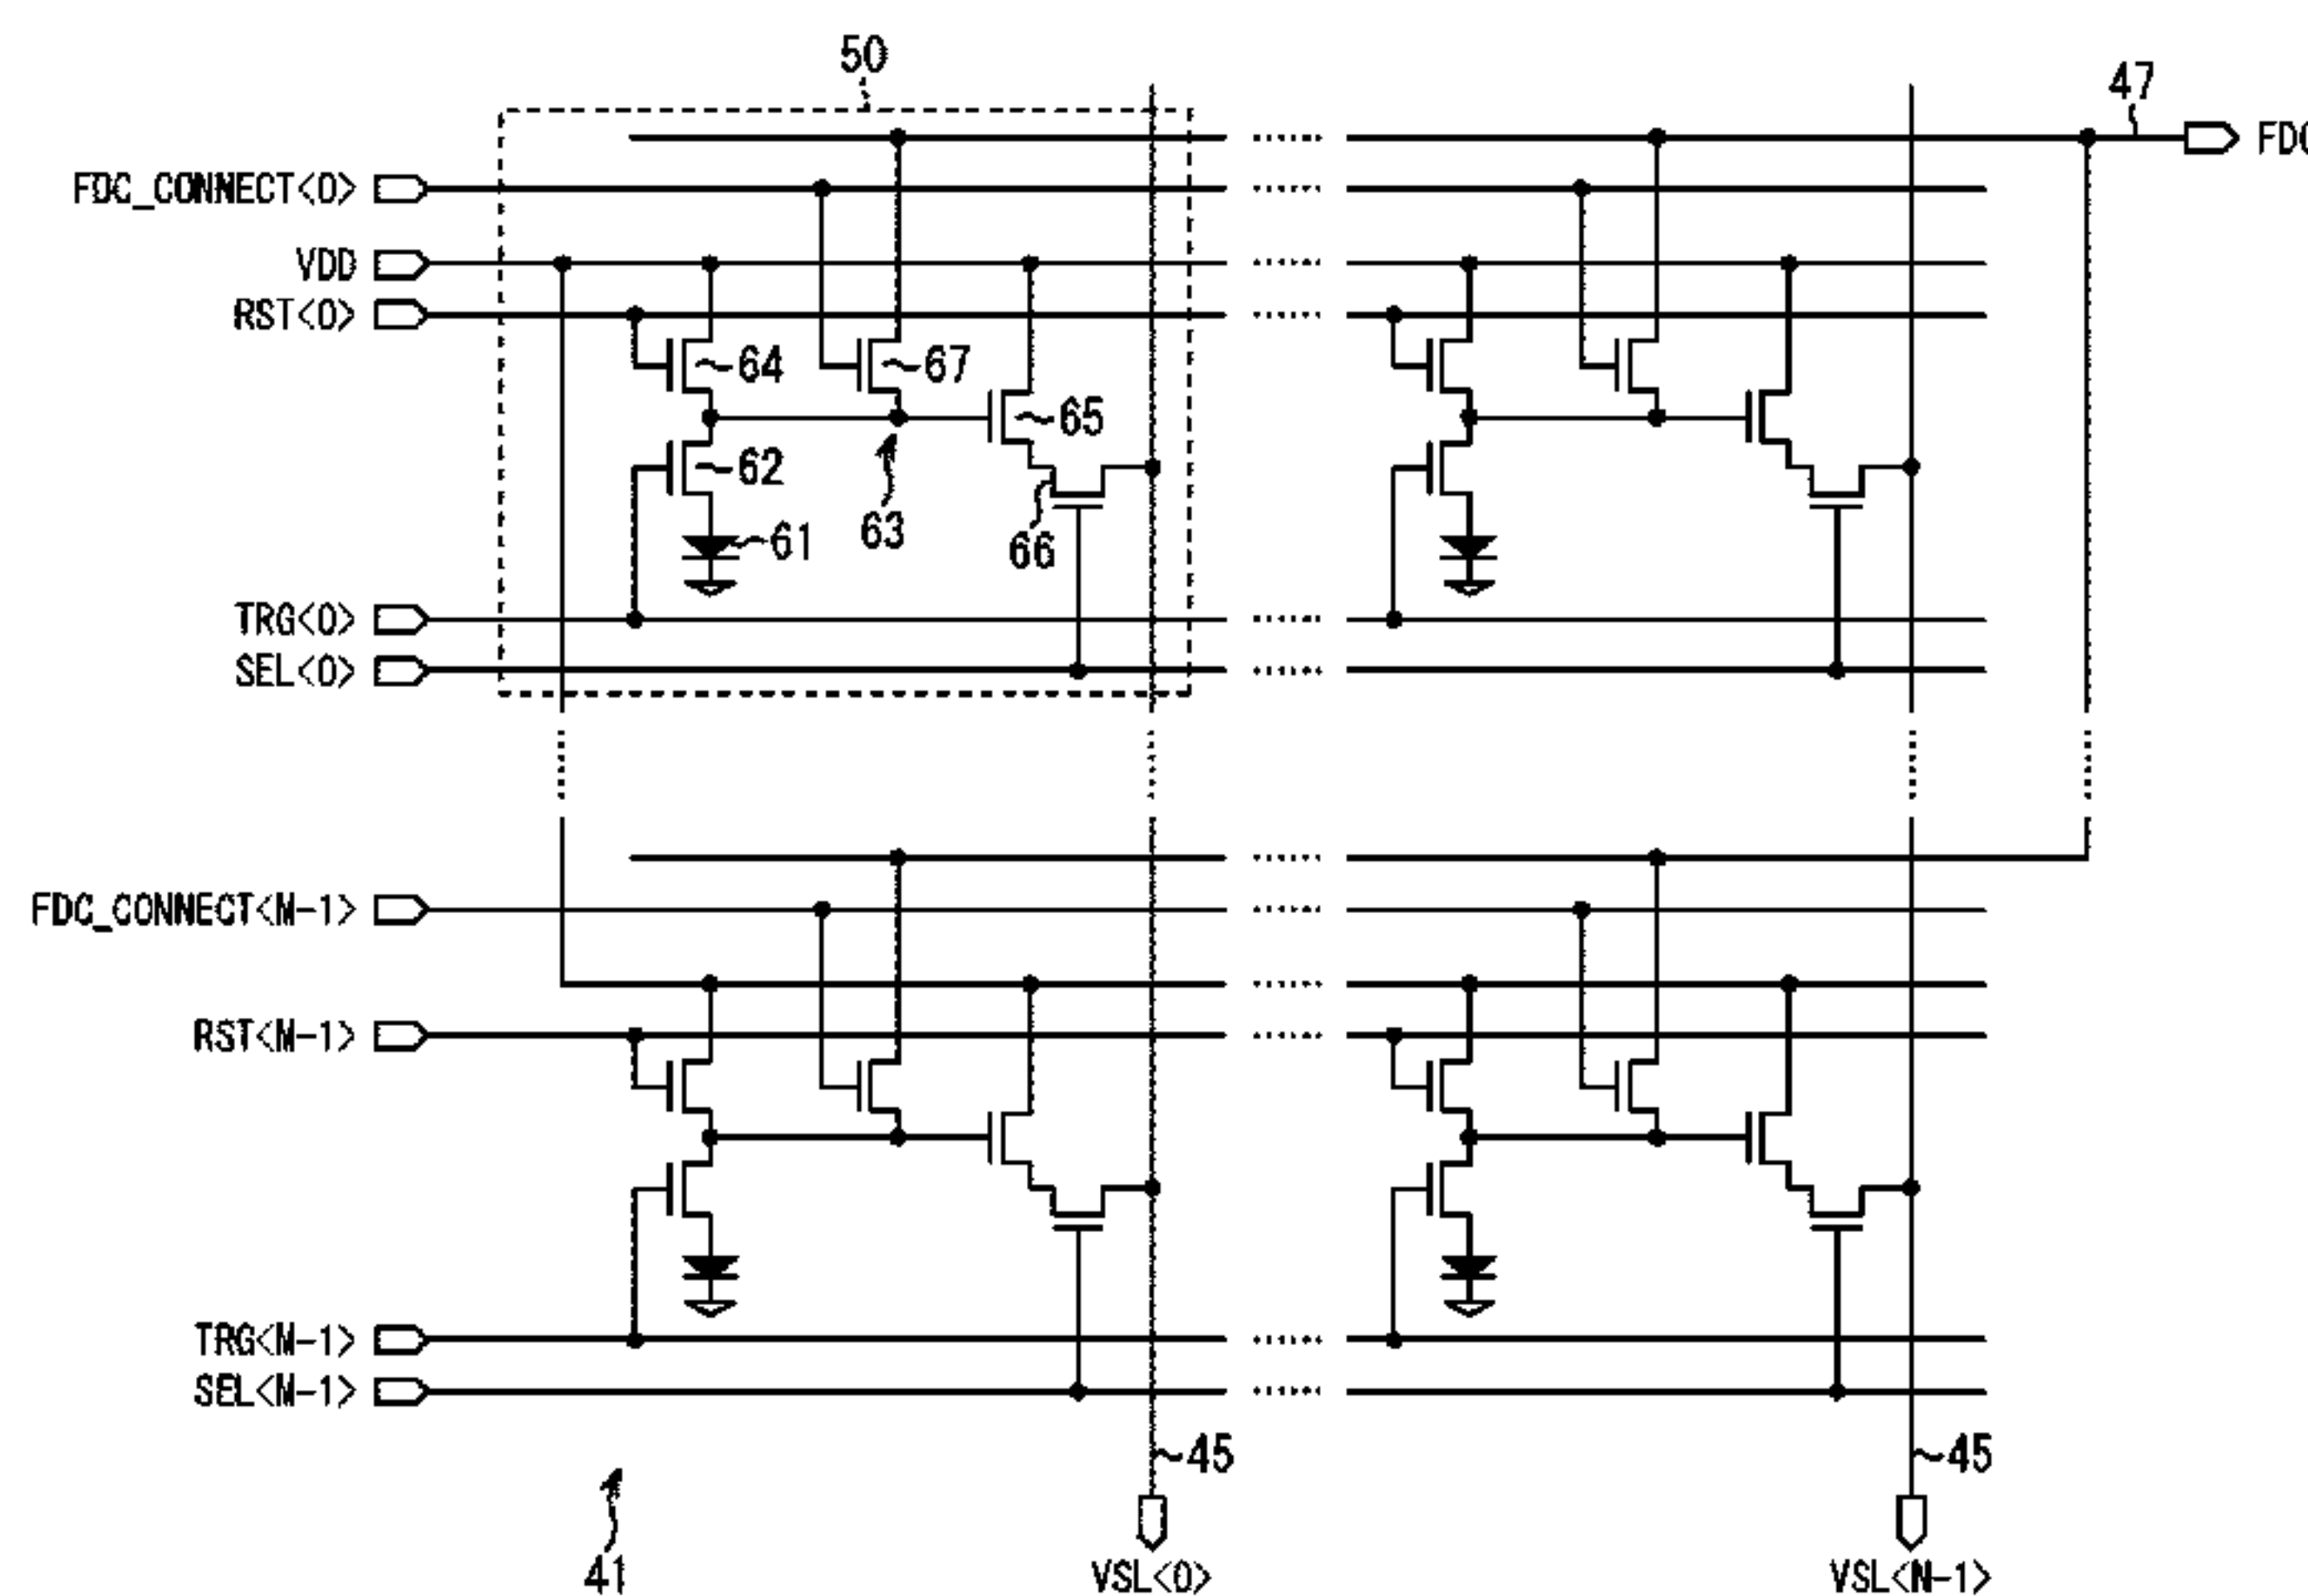 50
47
FDC
FDC_CONNECT<0>
VDD
RST<0>
64
67
65
62
63
66
61
TRG<0>
SEL<0>
FDC_CONNECT<M-1>
RST<M-1>
TRG<M-1>
SEL<M-1>
45
45
41
VSL<0>
VSL<N-1>